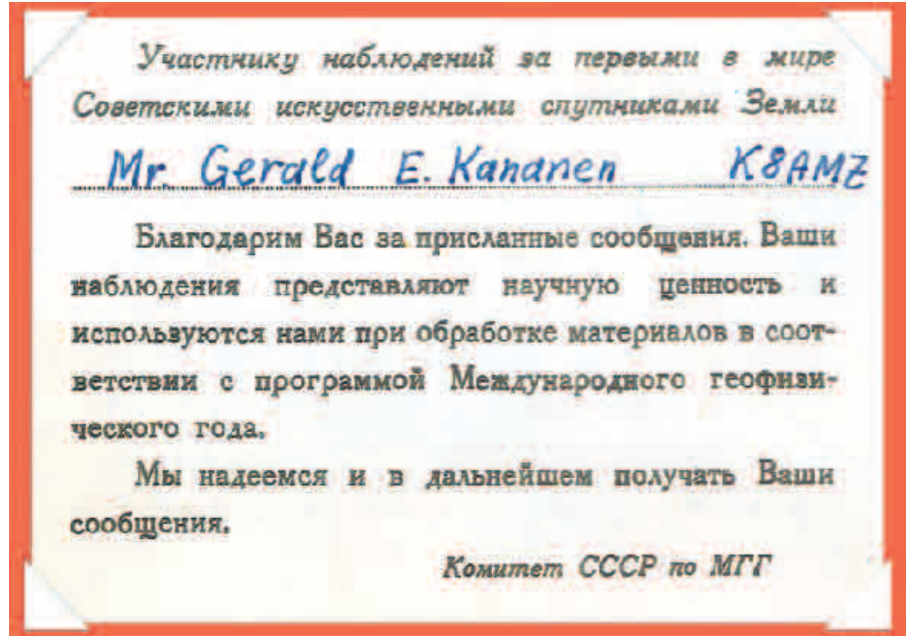 Участнику наблюдений за первыми в мире
Советскими искусственными спутниками Земли
Mr. Gerald E. Kananen K8AMZ
Благодарим Вас за присланные сообщения. Ваши
наблюдения представляют научную ценность и
используются нами при обработке материалов в соот-
ветствии с программой Международного геофизи-
ческого года.
Мы надеемся и в дальнейшем получать Ваши
сообщения.
Комитет СССР по МГГ